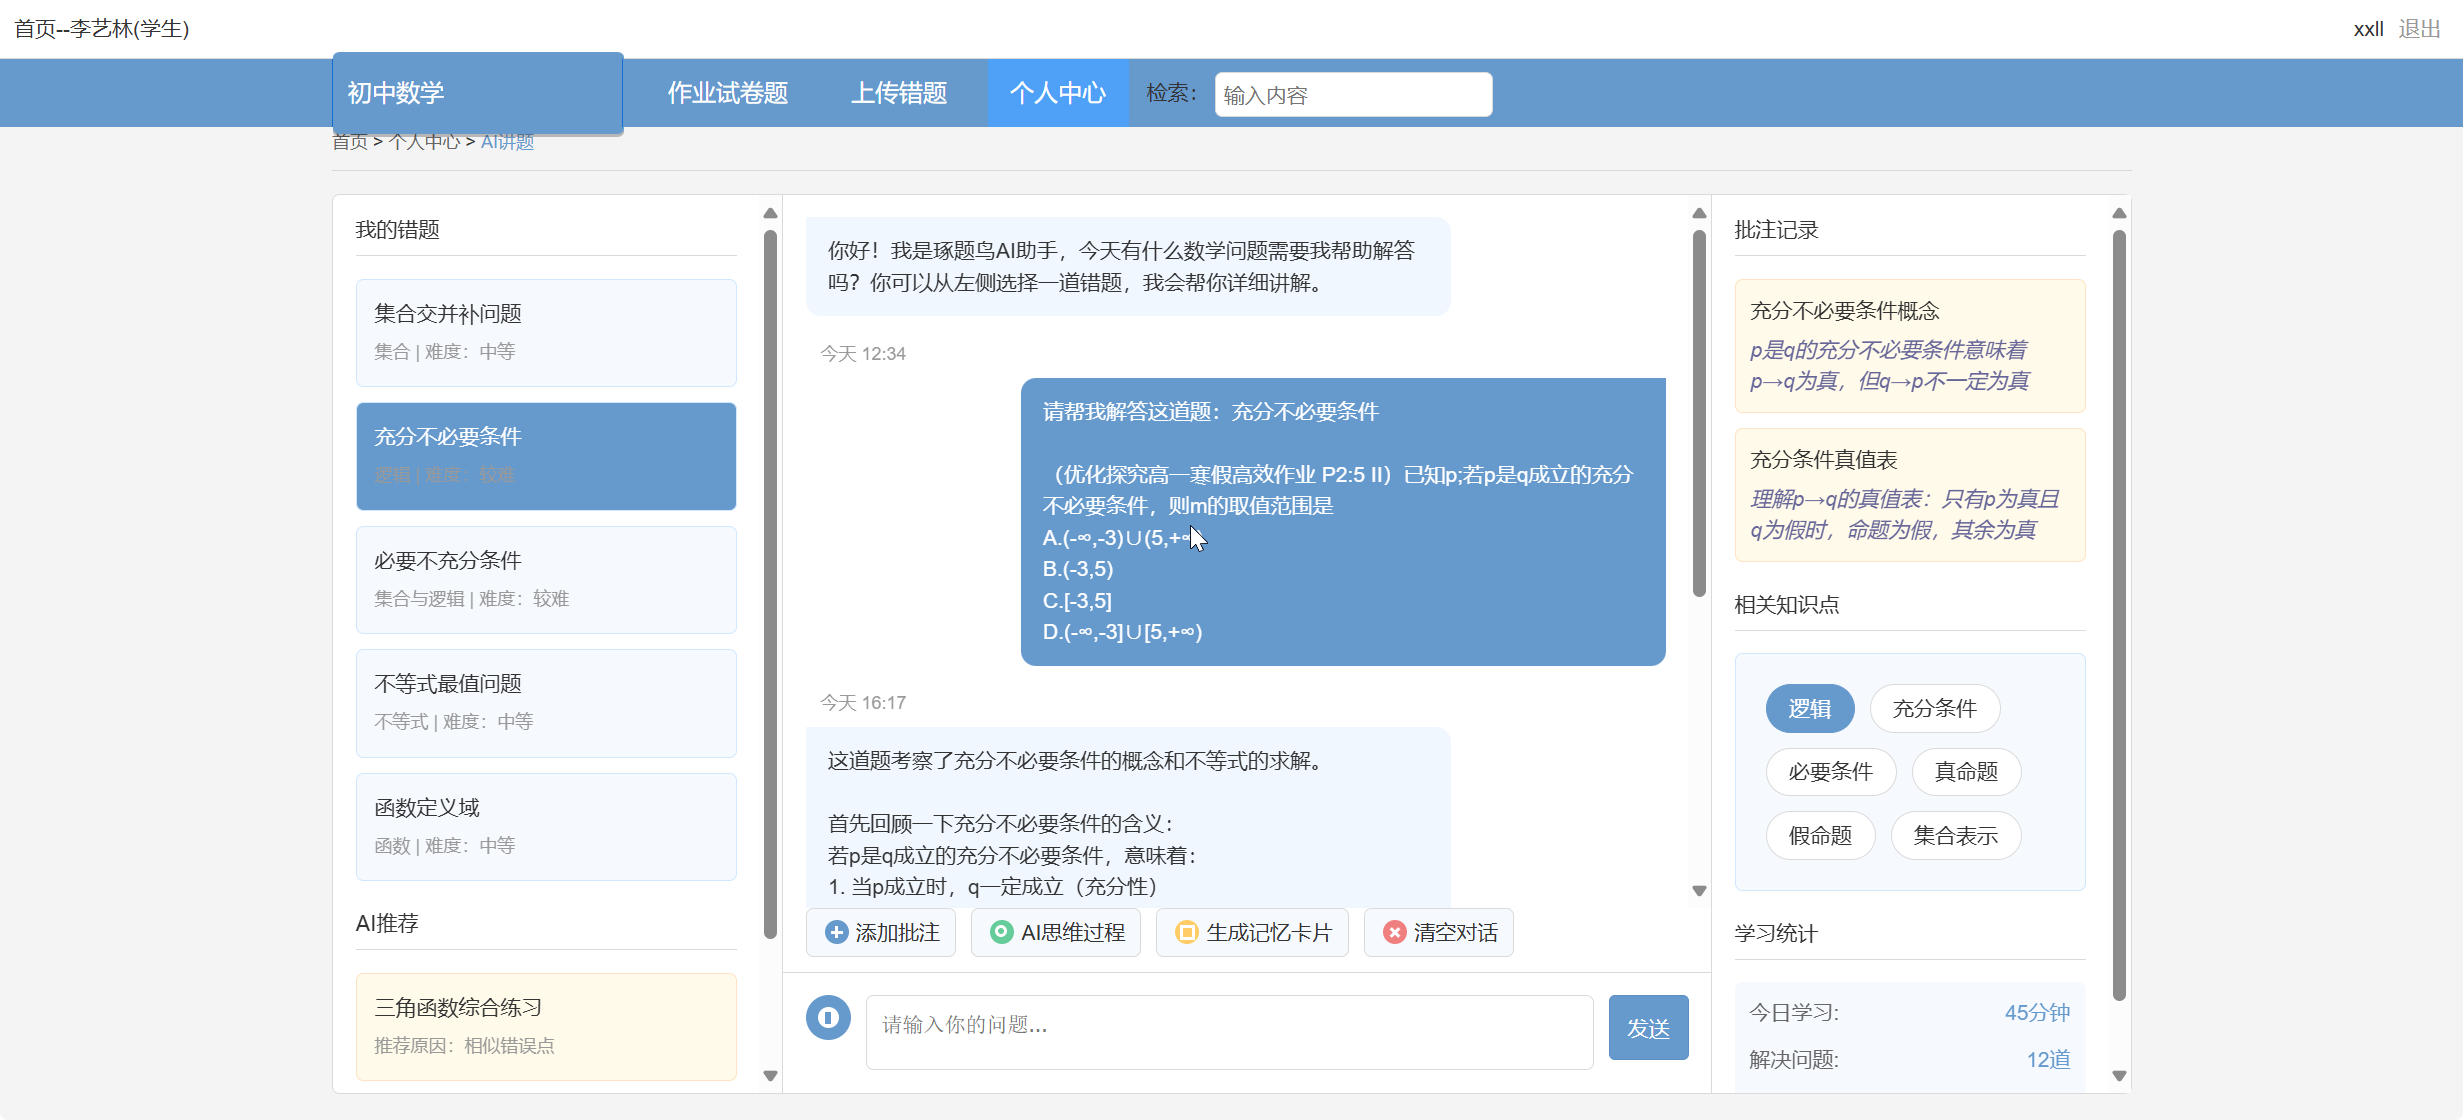 首页--李艺林(学生)
xxll 退出
初中数学
作业试卷题
上传错题
个人中心
检索：
输入内容
首页 > 个人中心 > AI讲题
我的错题
集合交并补问题
集合 | 难度：中等
充分不必要条件
逻辑 | 难度：较难
必要不充分条件
集合与逻辑 | 难度：较难
不等式最值问题
不等式 | 难度：中等
函数定义域
函数 | 难度：中等
AI推荐
三角函数综合练习
推荐原因：相似错误点
你好！我是琢题鸟AI助手，今天有什么数学问题需要我帮助解答
吗？你可以从左侧选择一道错题，我会帮你详细讲解。
今天 12:34
请帮我解答这道题：充分不必要条件
（优化探究高一寒假高效作业 P2:5 II）已知p;若p是q成立的充分
不必要条件，则m的取值范围是
A.(-∞,-3)∪(5,+∞
B.(-3,5)
C.[-3,5]
D.(-∞,-3]∪[5,+∞)
今天 16:17
这道题考察了充分不必要条件的概念和不等式的求解。
首先回顾一下充分不必要条件的含义：
若p是q成立的充分不必要条件，意味着：
1. 当p成立时，q一定成立（充分性）
添加批注
AI思维过程
生成记忆卡片
清空对话
请输入你的问题...
发送
批注记录
充分不必要条件概念
p是q的充分不必要条件意味着
p→q为真，但q→p不一定为真
充分条件真值表
理解p→q的真值表：只有p为真且
q为假时，命题为假，其余为真
相关知识点
逻辑
充分条件
必要条件
真命题
假命题
集合表示
学习统计
今日学习: 45分钟
解决问题: 12道